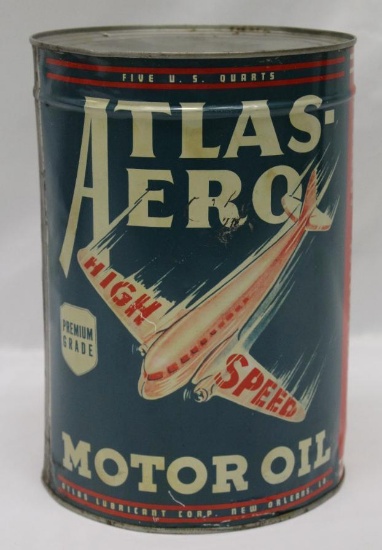 FIVE U. S. QUARTS
ATLAS-
AERO
HIGH
SPEED
PREMIUM
GRADE
MOTOR OIL
ATLAS LUBRICANT CORP. NEW ORLEANS, LA